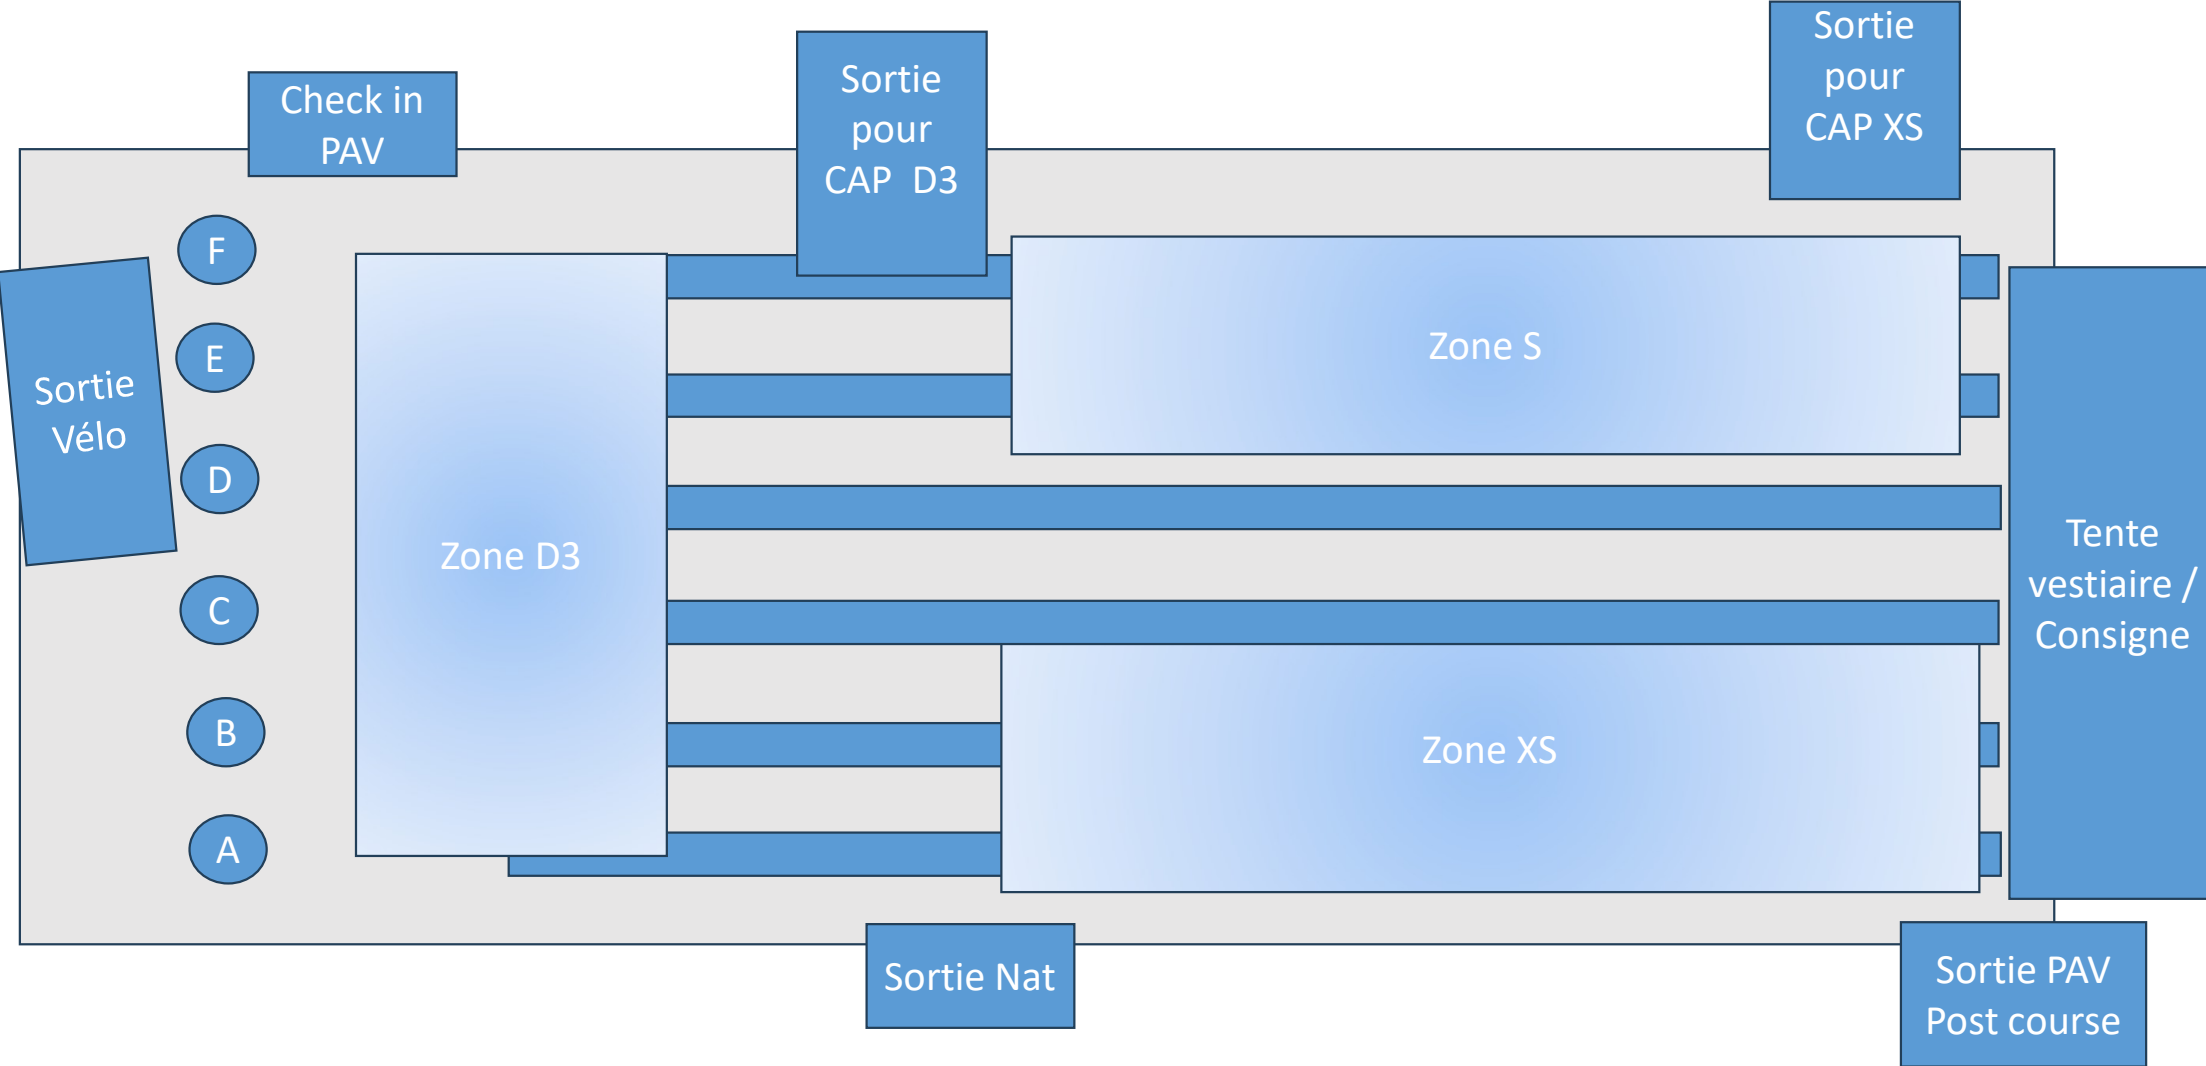 Sortie
pour
CAP XS
Sortie
pour
CAP  D3
Check in
PAV
F
E
Sortie
Vélo
D
C
B
A
Zone S
Zone D3
Zone XS
Tente
vestiaire /
Consigne
Sortie Nat
Sortie PAV
Post course